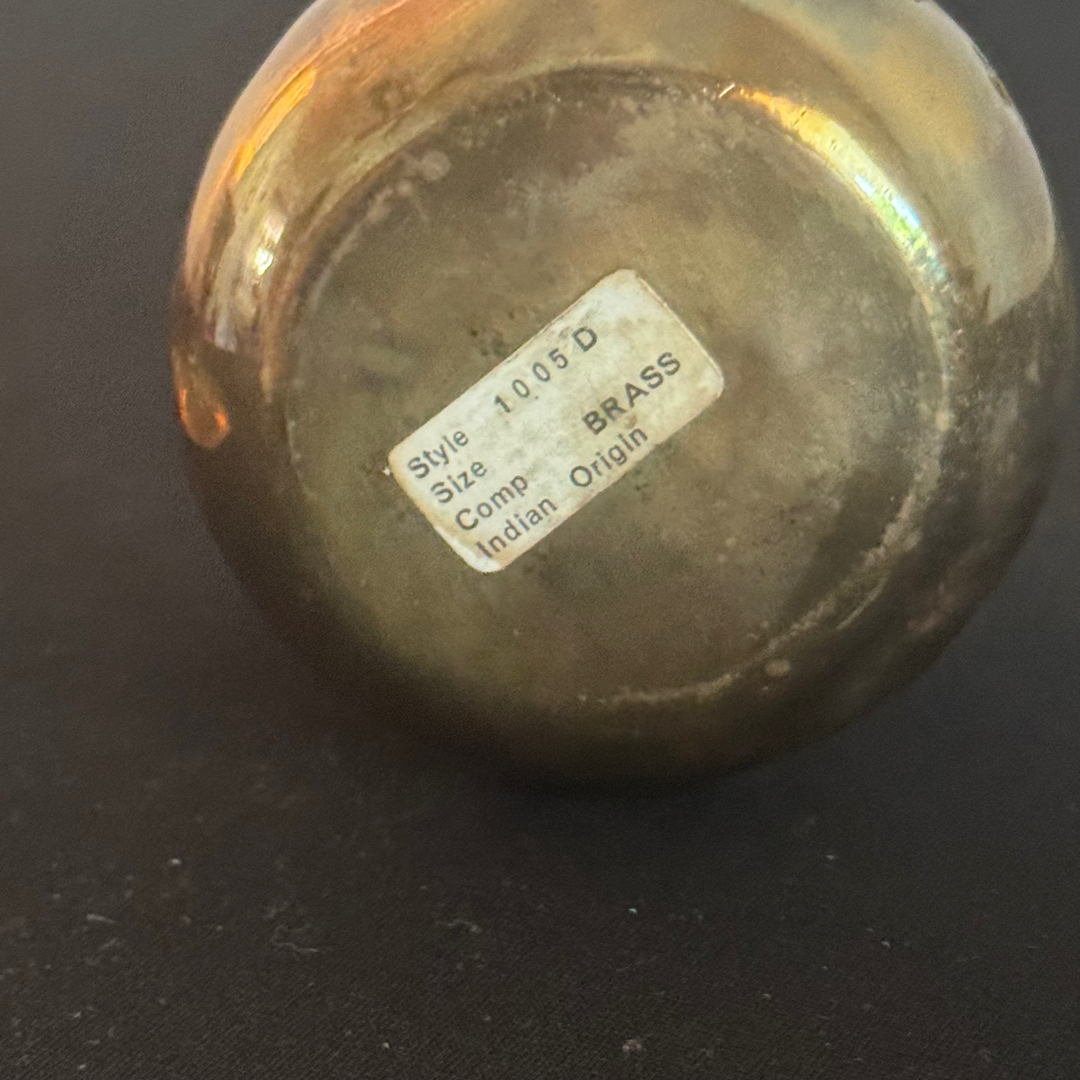 Style 1005 D
Size
Comp BRASS
Indian Origin